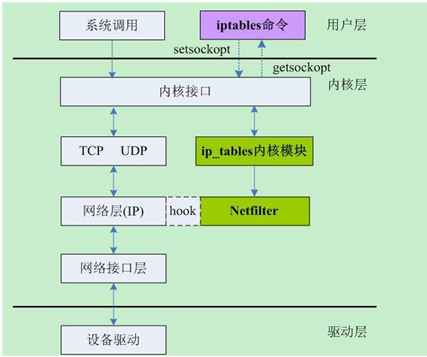 系统调用
iptables命令
用户层
setsockopt
getsockopt
内核层
内核接口
TCP UDP
ip_tables内核模块
网络层(IP)
hook
Netfilter
网络接口层
设备驱动
驱动层